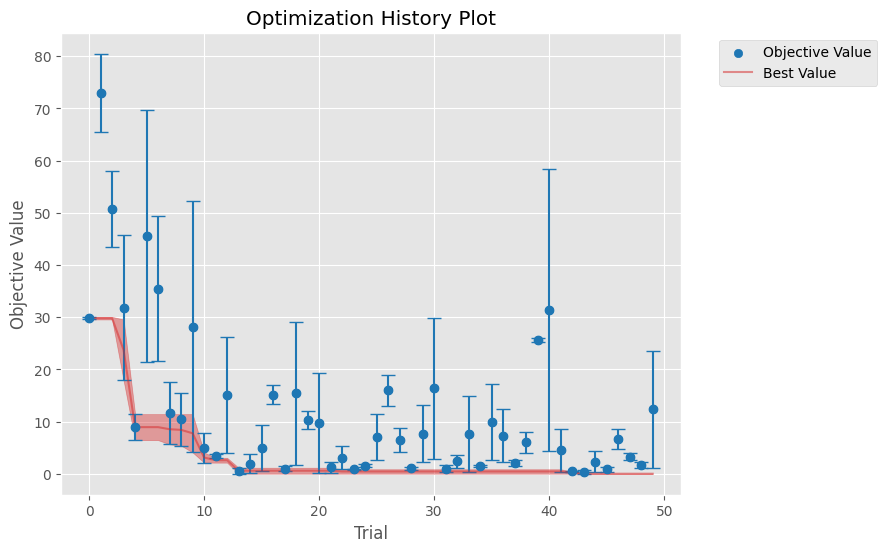 Optimization History Plot
Objective Value
Best Value
80
70
60
50
40
30
20
10
0
Objective Value
0 10 20 30 40 50
Trial